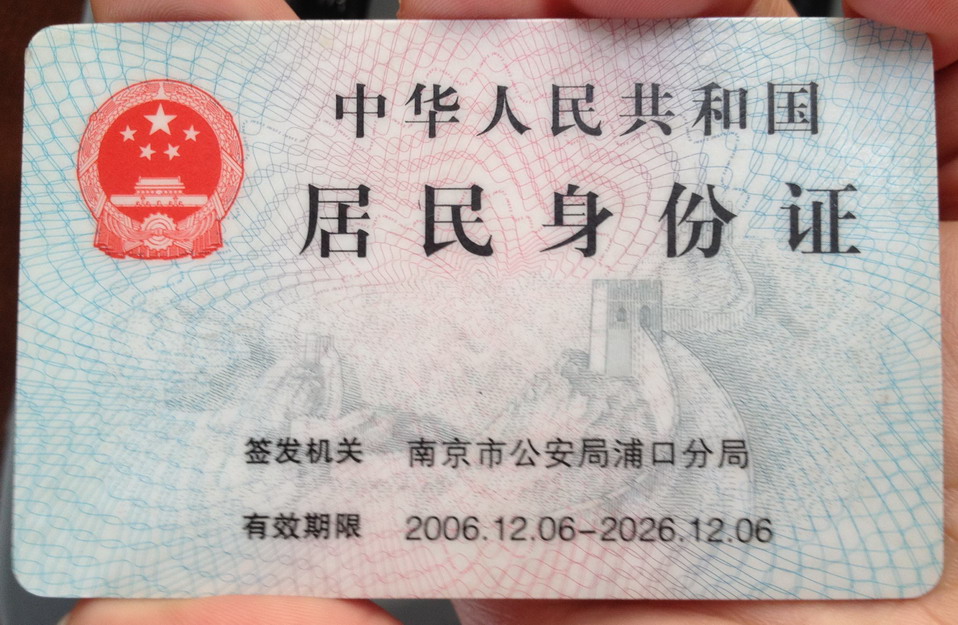 中华人民共和国
居民身份证
签发机关 南京市公安局浦口分局
有效期限 2006.12.06-2026.12.06